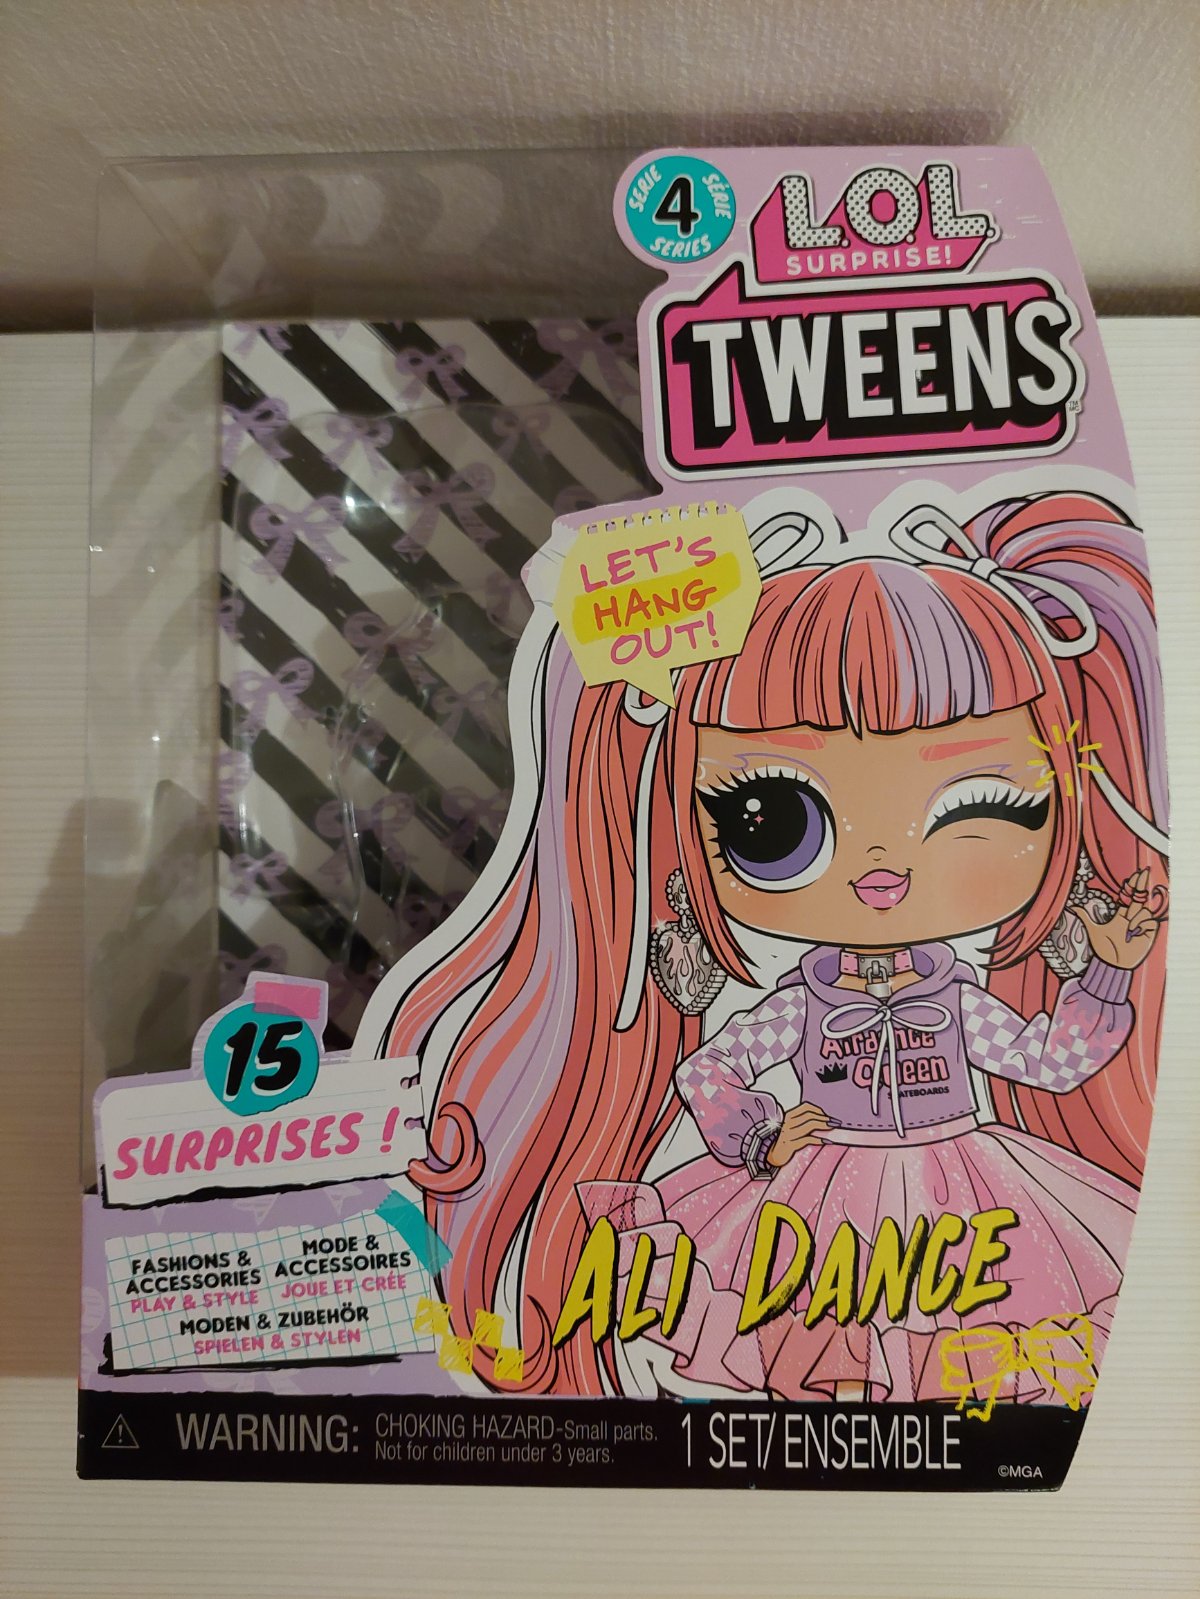 SERIE
SÉRIE
4
SERIES
L.O.L.
SURPRISE!
TWEENS
LET'S
HANG
OUT!
15
SURPRISES!
Queen
SKATEBOARDS
FASHIONS &
ACCESSORIES
PLAY & STYLE
MODE &
ACCESSOIRES
JOUE ET CRÉE
MODEN & ZUBEHÖR
SPIELEN & STYLEN
ALI DANCE
WARNING:
CHOKING HAZARD-Small parts.
Not for children under 3 years.
1 SET/ENSEMBLE
©MGA